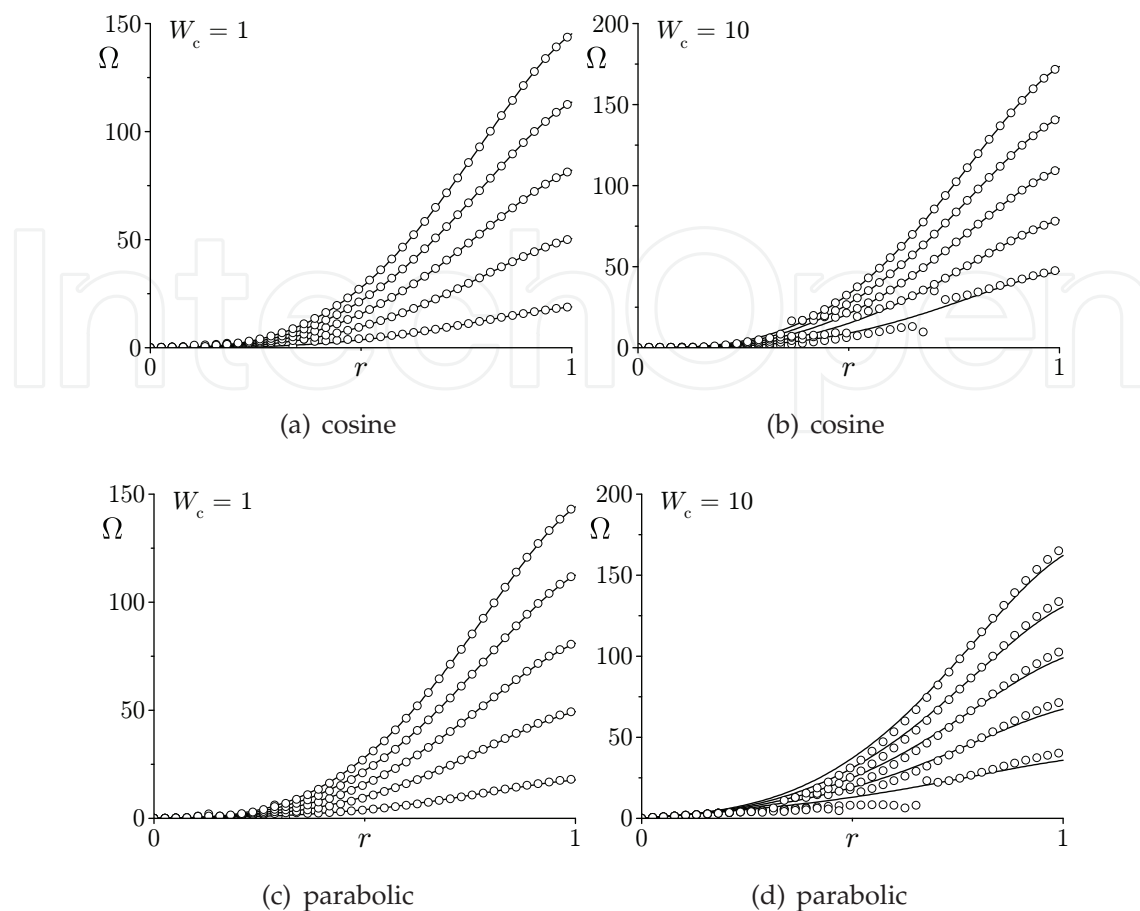 150
W_c = 1
Ω
100
50
0
0
r
1
(a) cosine
200
W_c = 10
Ω
150
100
50
0
0
r
1
(b) cosine
IntechOpen
150
W_c = 1
Ω
100
50
0
0
r
1
(c) parabolic
200
W_c = 10
Ω
150
100
50
0
0
r
1
(d) parabolic